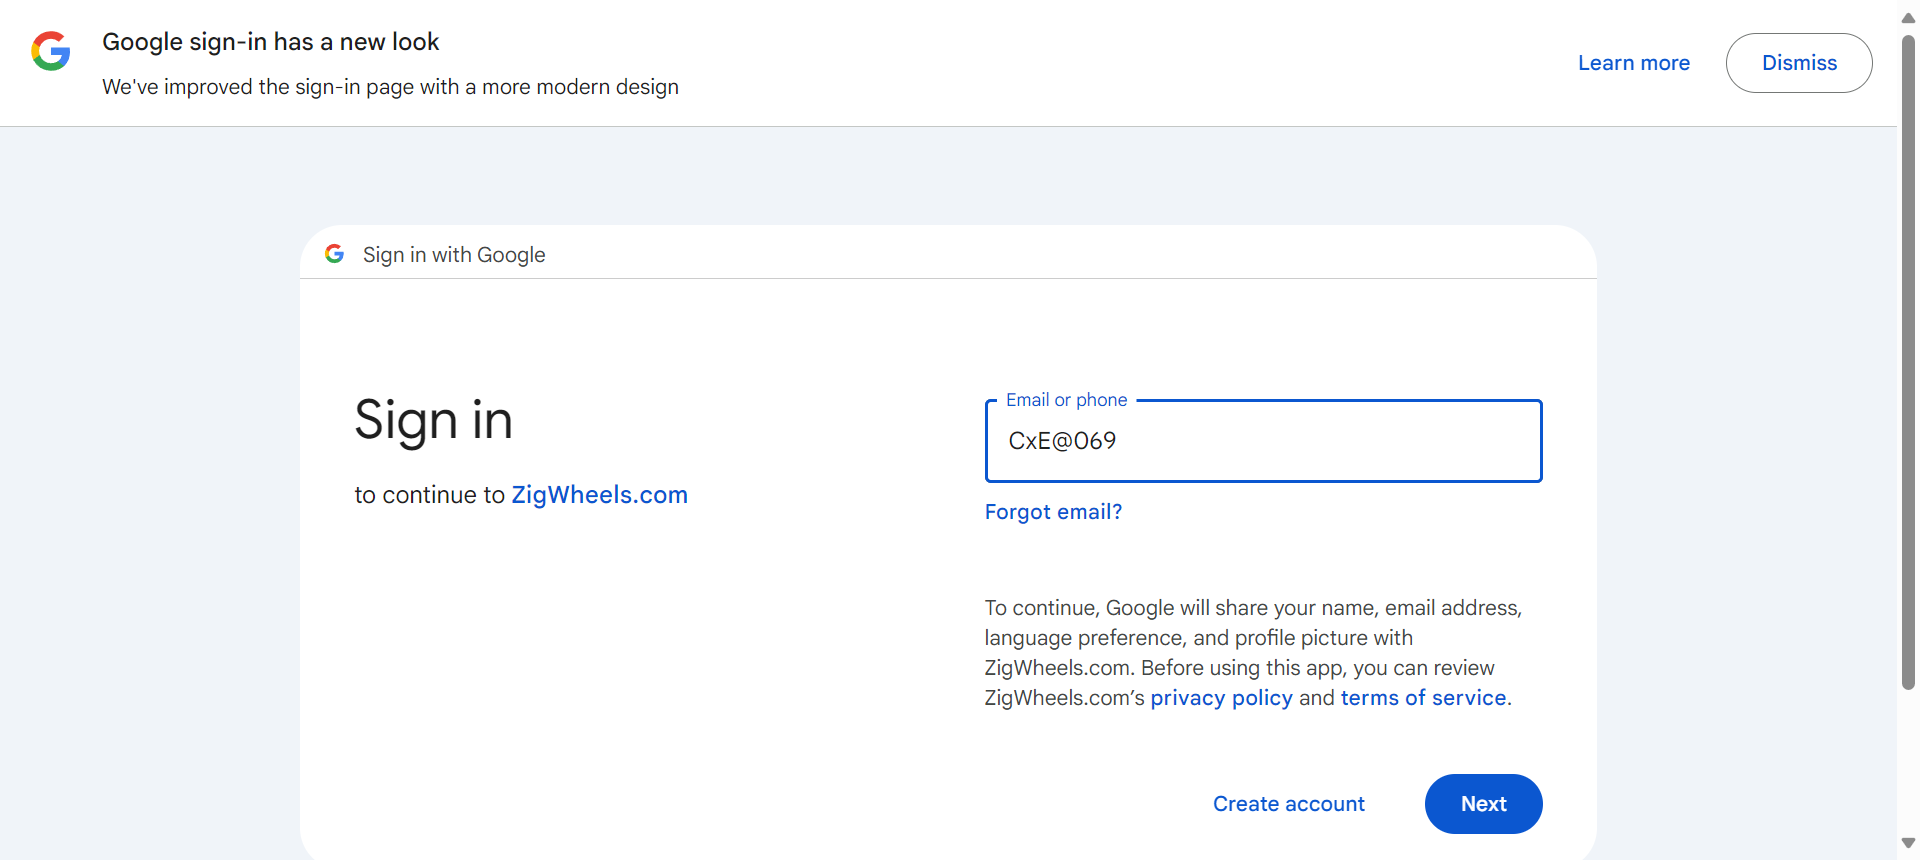 Google sign-in has a new look
We've improved the sign-in page with a more modern design
Learn more
Dismiss
Sign in with Google
Sign in
to continue to ZigWheels.com
Email or phone
CxE@069
Forgot email?
To continue, Google will share your name, email address,
language preference, and profile picture with
ZigWheels.com. Before using this app, you can review
ZigWheels.com’s privacy policy and terms of service.
Create account
Next